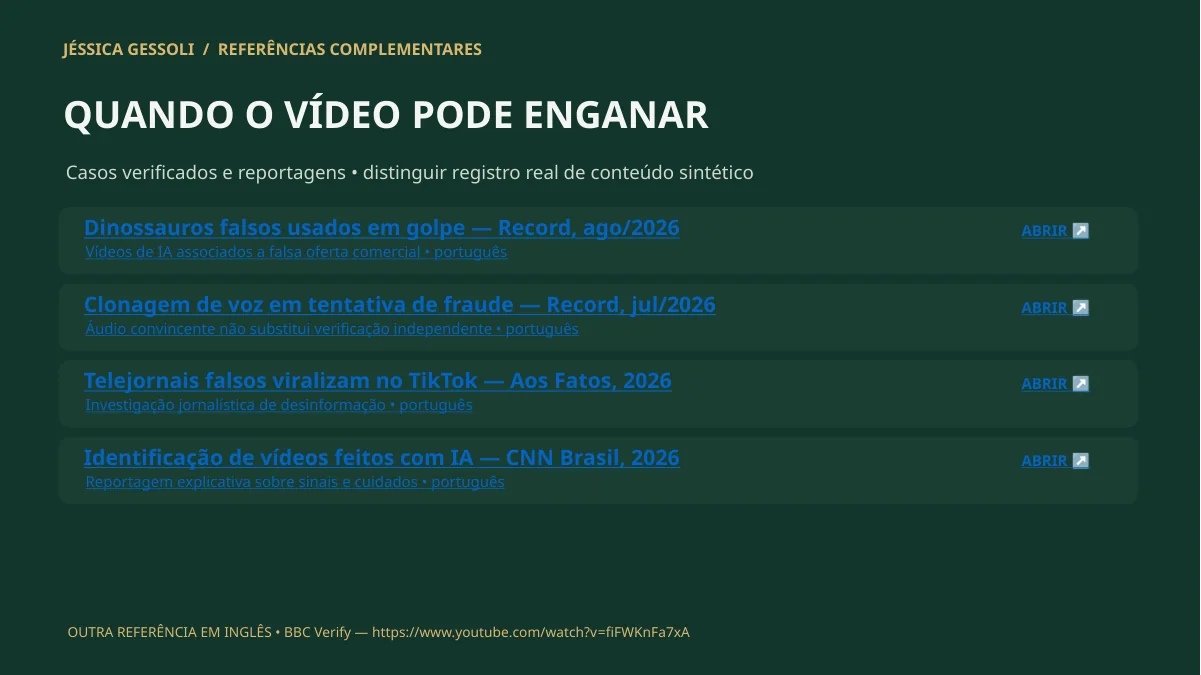 JÉSSICA GESSOLI / REFERÊNCIAS COMPLEMENTARES
QUANDO O VÍDEO PODE ENGANAR
Casos verificados e reportagens • distinguir registro real de conteúdo sintético
Dinossauros falsos usados em golpe — Record, ago/2026
ABRIR ↗
Vídeos de IA associados a falsa oferta comercial • português
Clonagem de voz em tentativa de fraude — Record, jul/2026
ABRIR ↗
Áudio convincente não substitui verificação independente • português
Telejornais falsos viralizam no TikTok — Aos Fatos, 2026
ABRIR ↗
Investigação jornalística de desinformação • português
Identificação de vídeos feitos com IA — CNN Brasil, 2026
ABRIR ↗
Reportagem explicativa sobre sinais e cuidados • português
OUTRA REFERÊNCIA EM INGLÊS • BBC Verify — https://www.youtube.com/watch?v=fiFWKnFa7xA